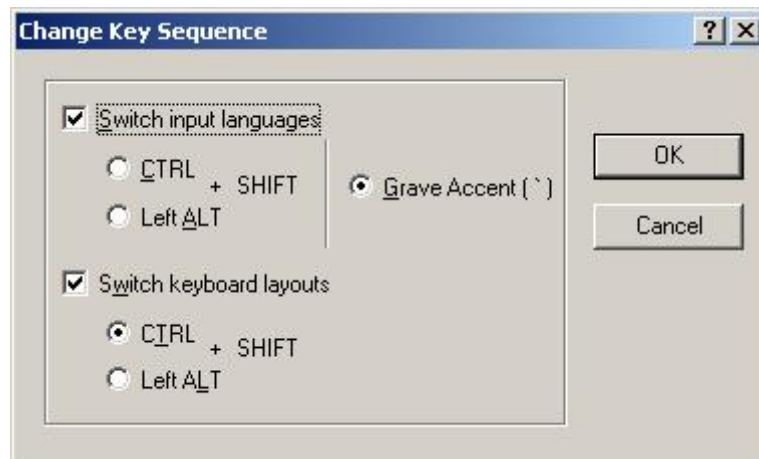 Change Key Sequence
Switch input languages
CTRL
+ SHIFT
Left ALT
Grave Accent ( ` )
Switch keyboard layouts
CTRL
+ SHIFT
Left ALT
OK
Cancel